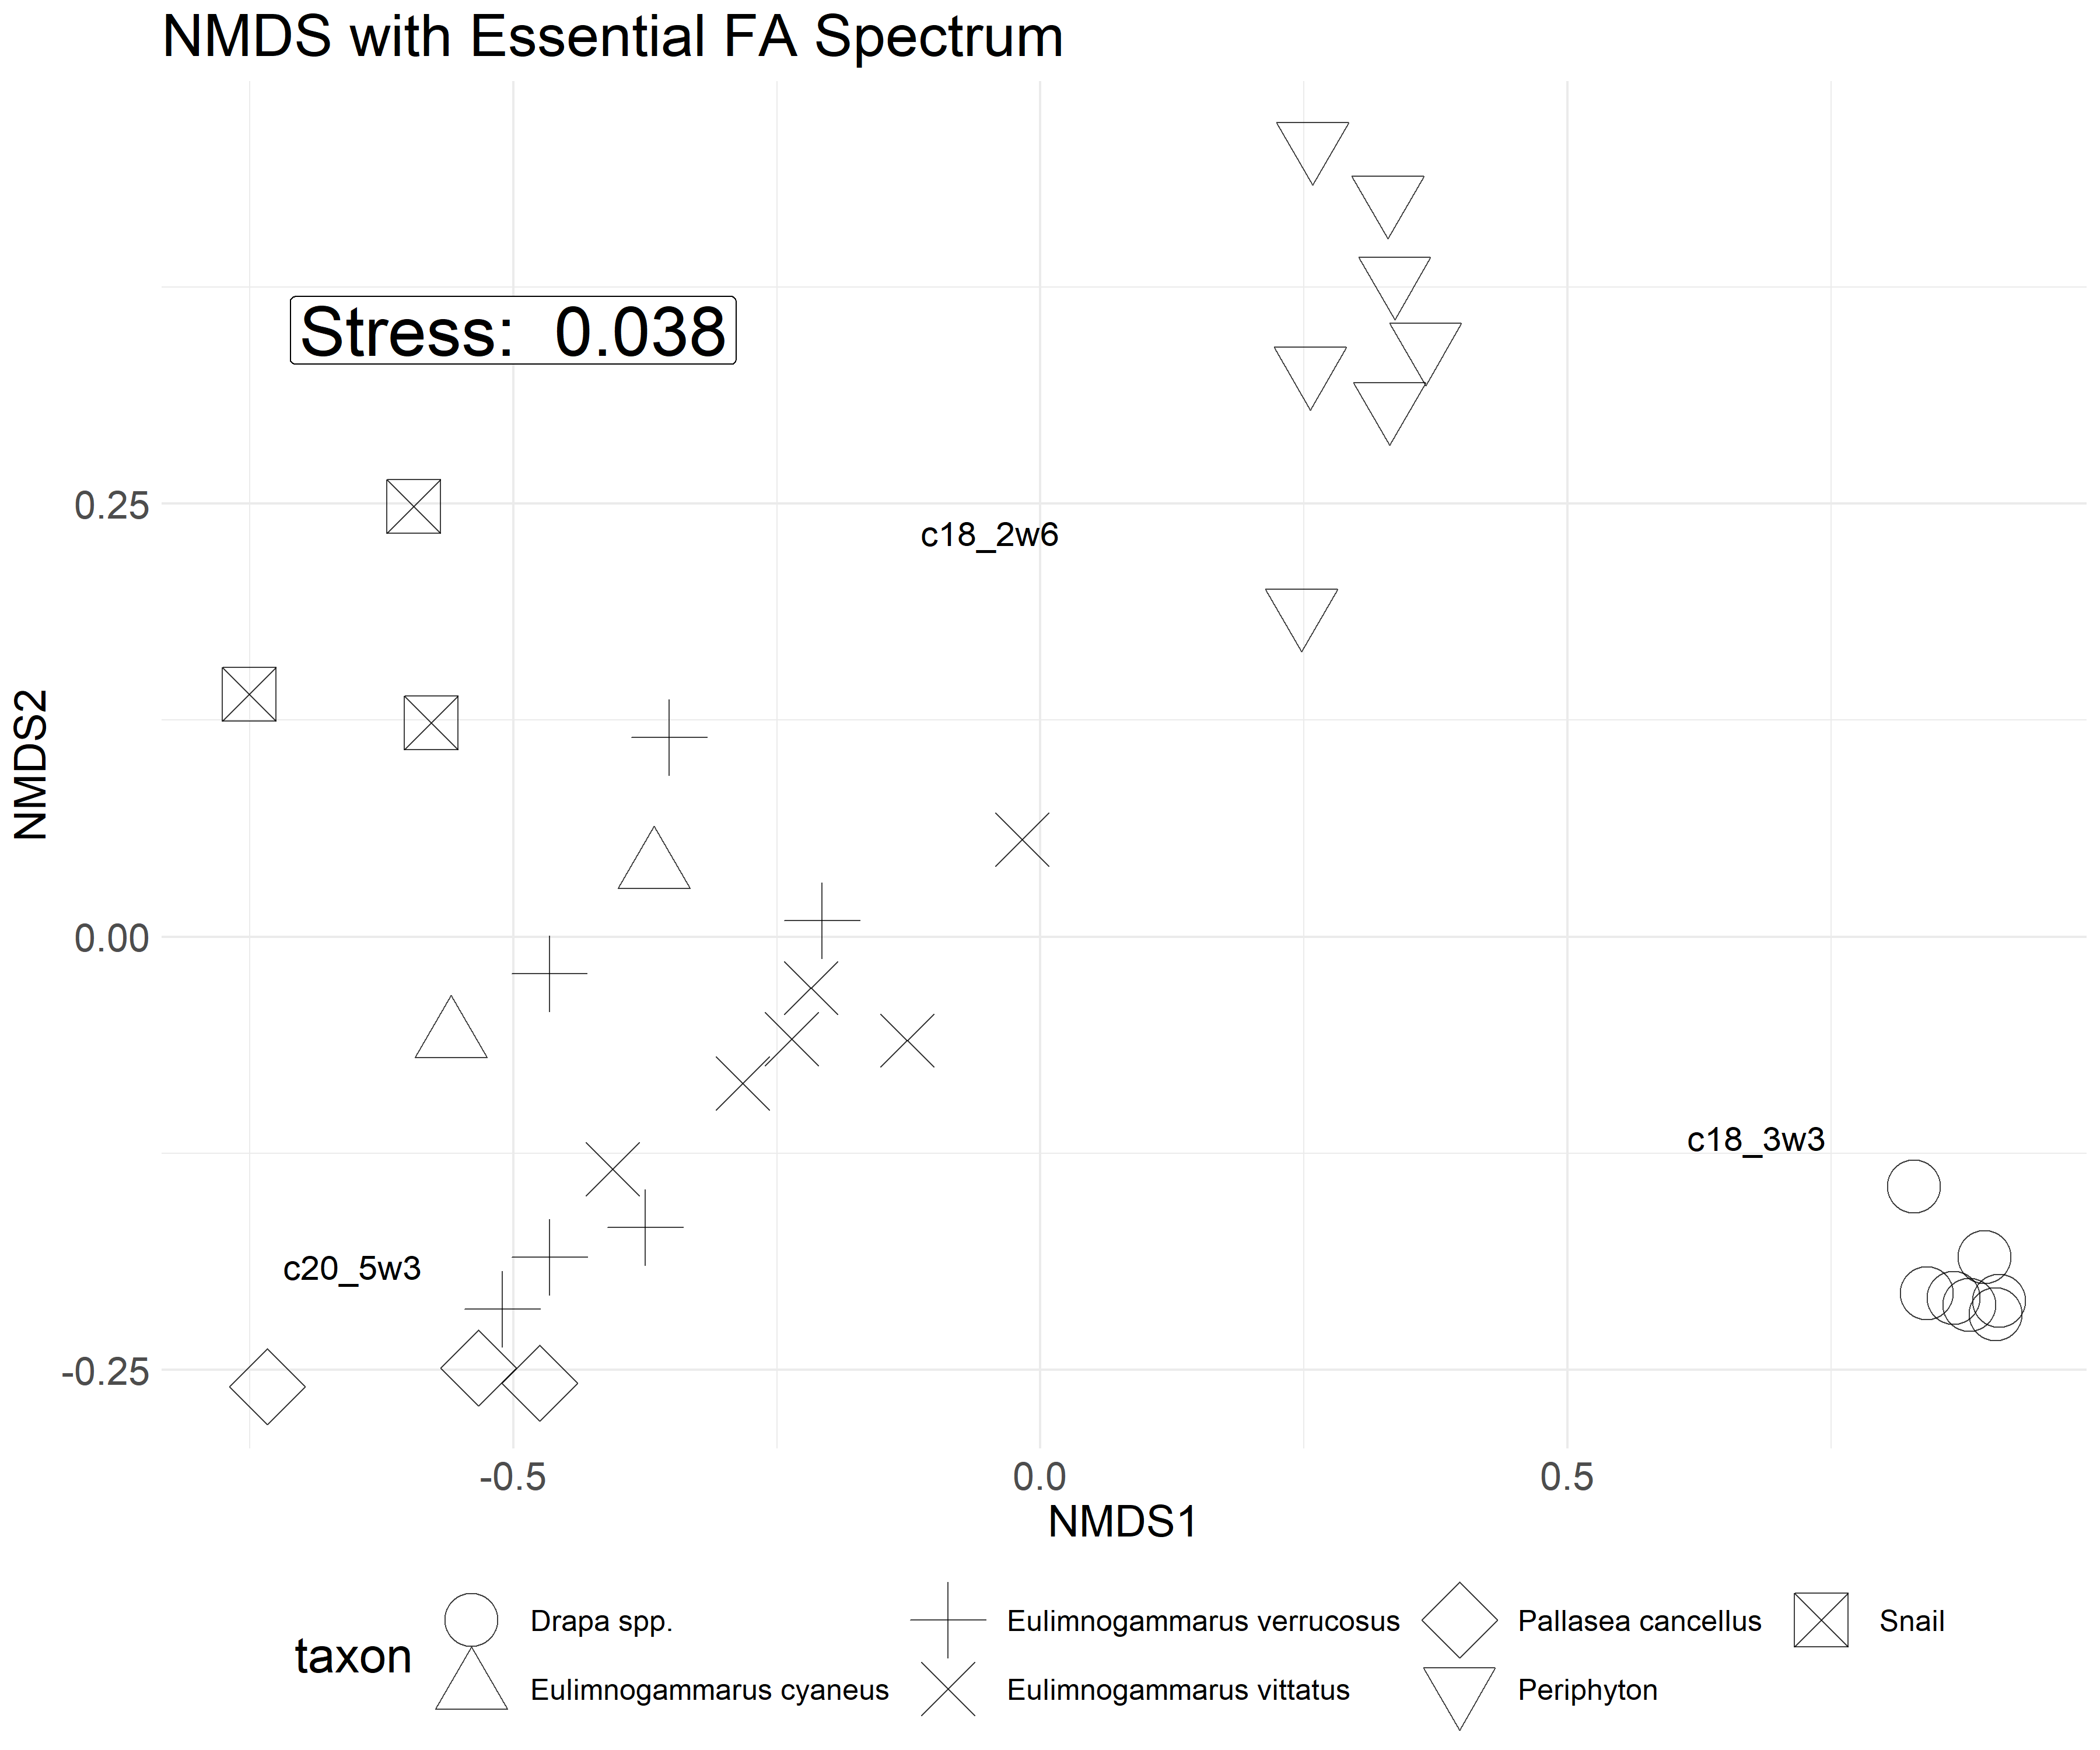 NMDS with Essential FA Spectrum
Stress:  0.038
c18_2w6
c18_3w3
c20_5w3
NMDS2
0.25
0.00
-0.25
-0.5
0.0
0.5
NMDS1
taxon
Drapa spp.
Eulimnogammarus verrucosus
Pallasea cancellus
Snail
Eulimnogammarus cyaneus
Eulimnogammarus vittatus
Periphyton